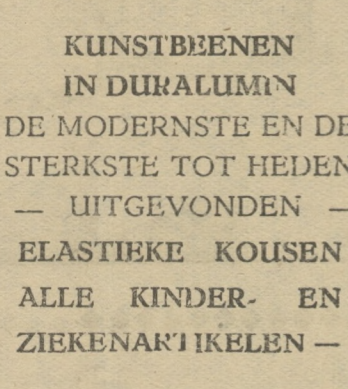 KUNSTBEENEN
IN DURALUMIN
DE MODERNSTE EN DE
STERKSTE TOT HEDEN
— UITGEVONDEN —
ELASTIEKE KOUSEN
ALLE KINDER- EN
ZIEKENARTIKELEN —